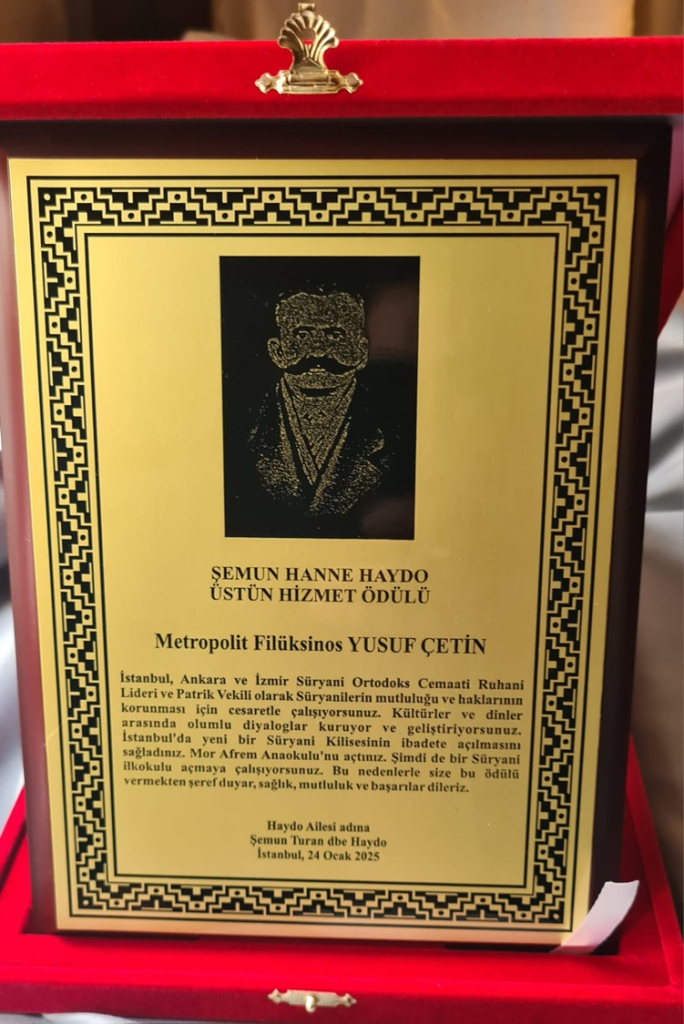 ŞEMUN HANNE HAYDO
ÜSTÜN HİZMET ÖDÜLÜ
Metropolit Filüksinos YUSUF ÇETİN
İstanbul, Ankara ve İzmir Süryani Ortodoks Cemaati Ruhani
Lideri ve Patrik Vekili olarak Süryanilerin mutluluğu ve haklarının
korunması için cesaretle çalışıyorsunuz. Kültürler ve dinler
arasında olumlu diyaloglar kuruyor ve geliştiriyorsunuz.
İstanbul'da yeni bir Süryani Kilisesinin ibadete açılmasını
sağladınız. Mor Afrem Anaokulu'nu açtınız. Şimdi de bir Süryani
ilkokulu açmaya çalışıyorsunuz. Bu nedenlerle size bu ödülü
vermekten şeref duyar, sağlık, mutluluk ve başarılar dileriz.
Haydo Ailesi adına
Şemun Turan dbe Haydo
İstanbul, 24 Ocak 2025